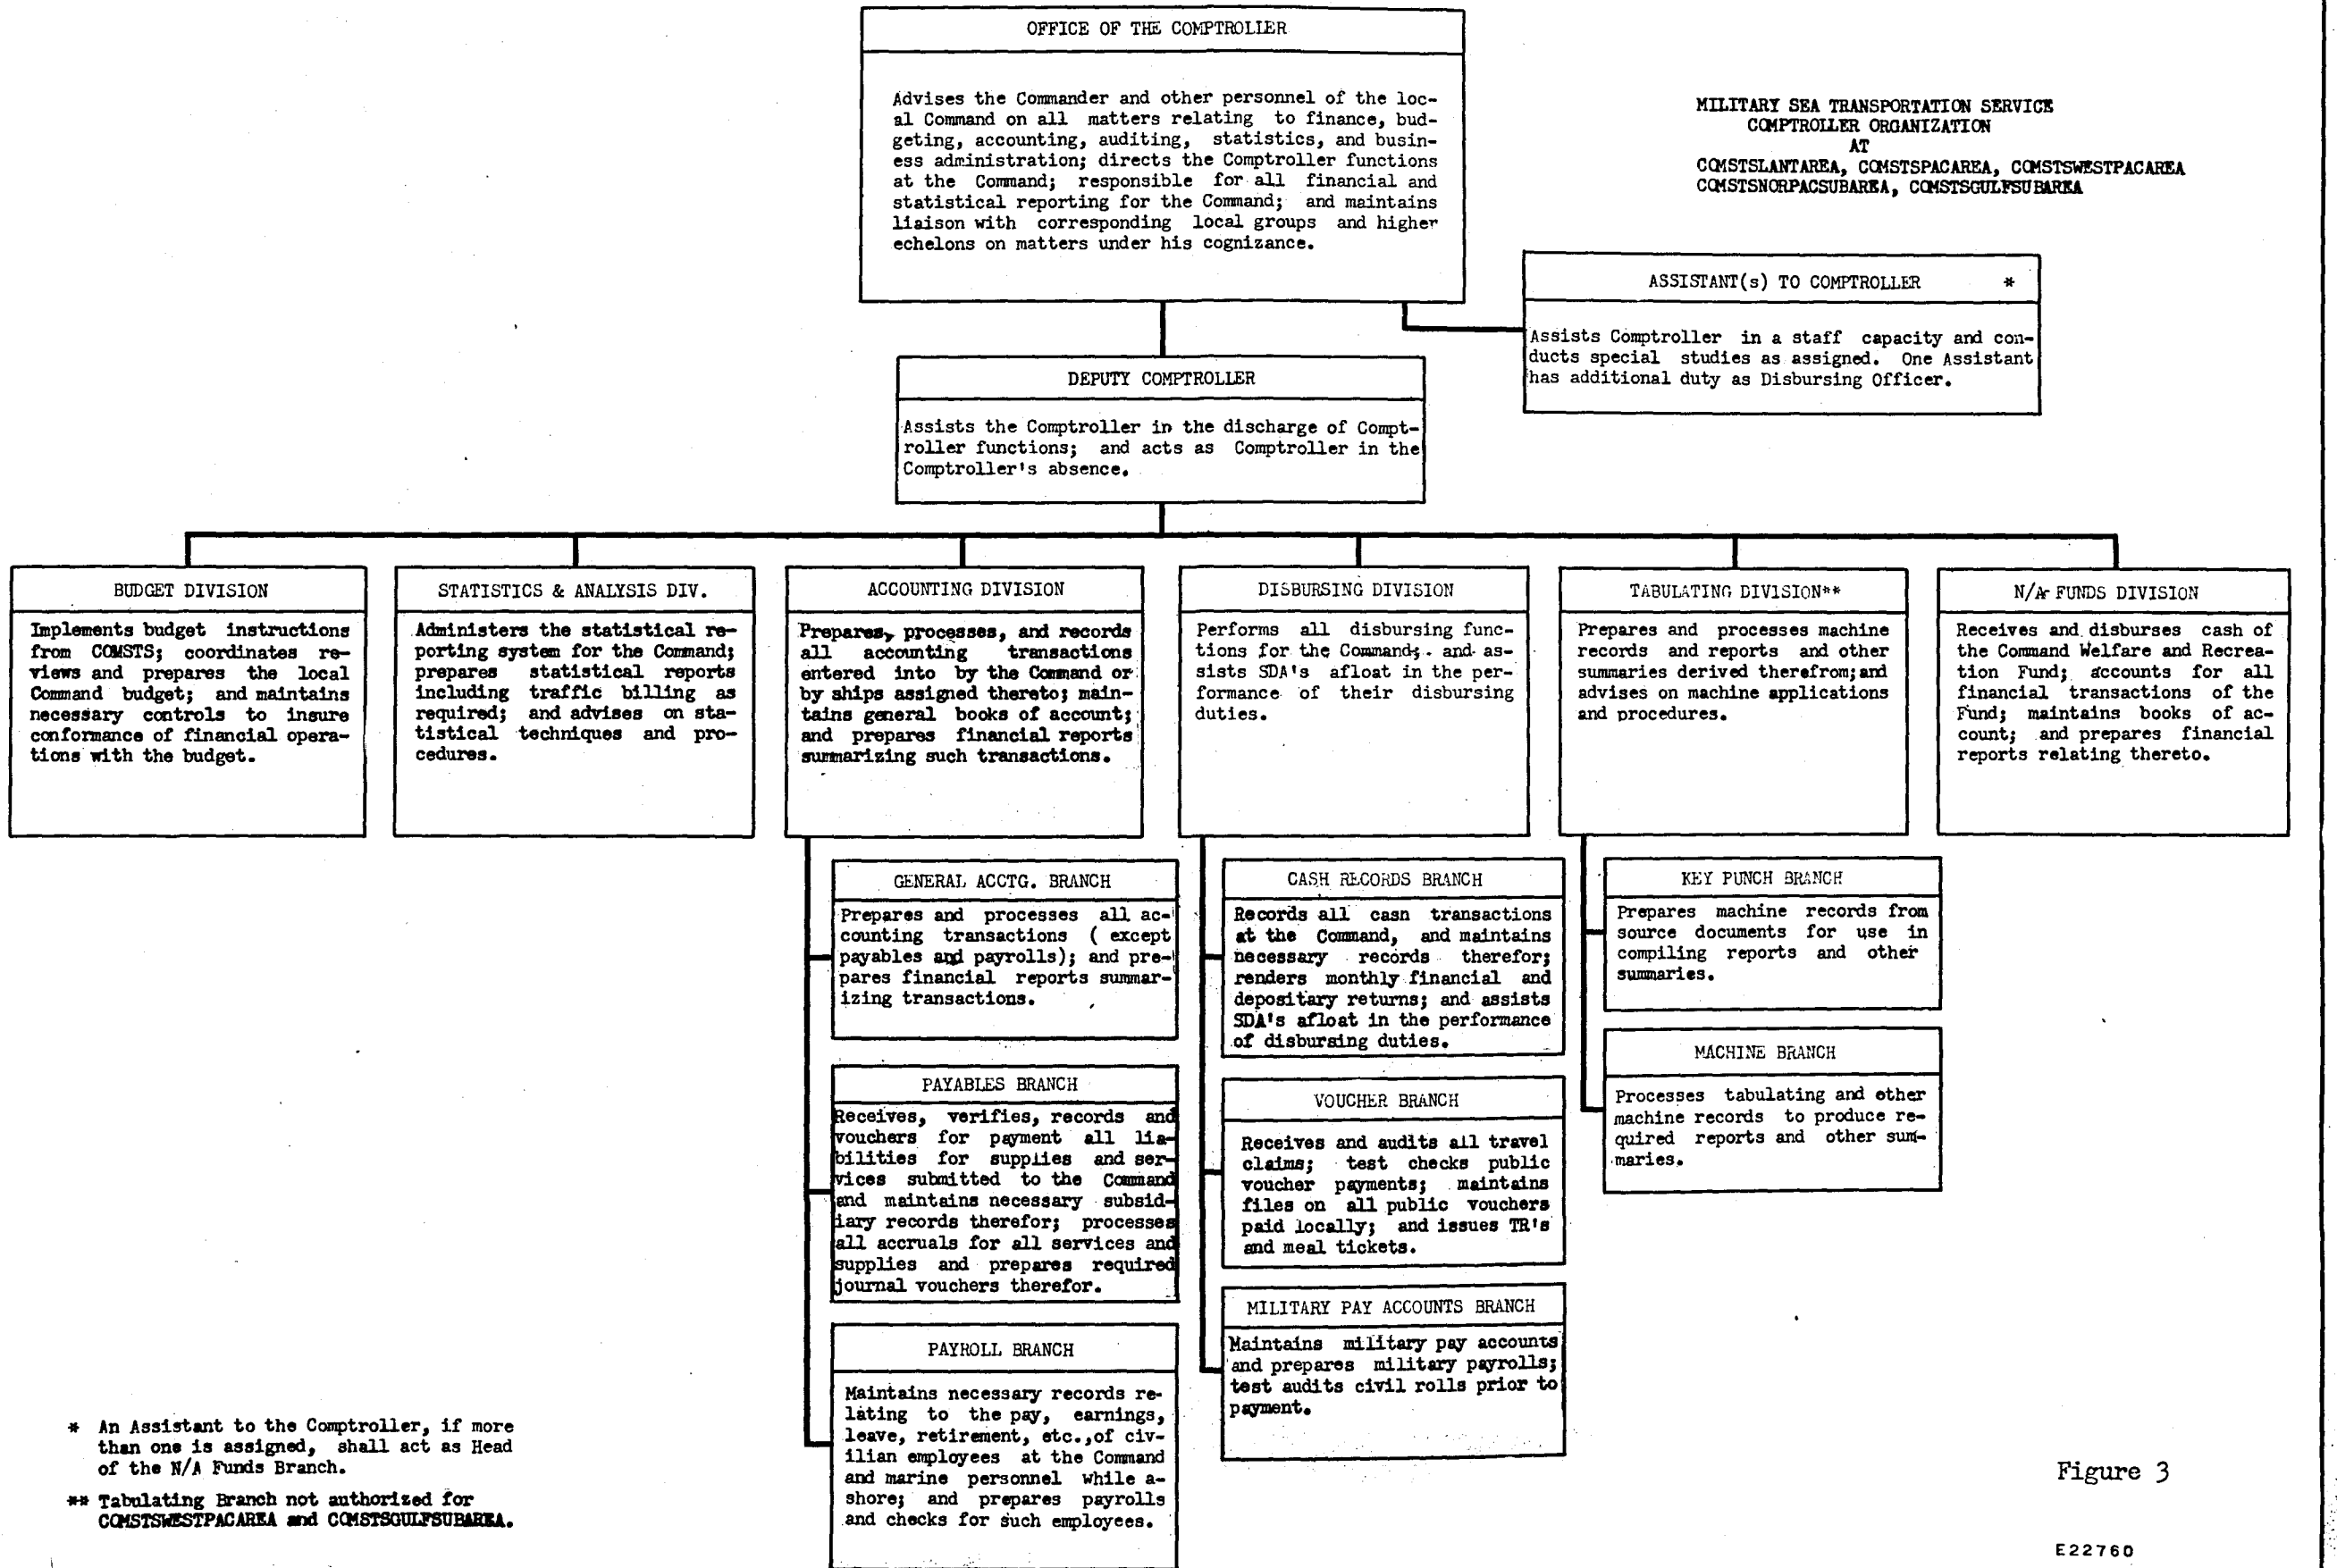 OFFICE OF THE COMPTROLLER
Advises the Commander and other personnel of the loc-
al Command on all matters relating to finance, bud-
geting, accounting, auditing, statistics, and busin-
ess administration; directs the Comptroller functions
at the Command; responsible for all financial and
statistical reporting for the Command; and maintains
liaison with corresponding local groups and higher
echelons on matters under his cognizance.
MILITARY SEA TRANSPORTATION SERVICE
COMPTROLLER ORGANIZATION
AT
COMSTSLANTAREA, COMSTSPACAREA, COMSTSWESTPACAREA
COMSTSNORPACSUBAREA, COMSTSGULFSUBAREA
ASSISTANT(s) TO COMPTROLLER *
Assists Comptroller in a staff capacity and con-
ducts special studies as assigned. One Assistant
has additional duty as Disbursing Officer.
DEPUTY COMPTROLLER
Assists the Comptroller in the discharge of Compt-
roller functions; and acts as Comptroller in the
Comptroller's absence.
BUDGET DIVISION
Implements budget instructions
from COMSTS; coordinates re-
views and prepares the local
Command budget; and maintains
necessary controls to insure
conformance of financial opera-
tions with the budget.
STATISTICS & ANALYSIS DIV.
Administers the statistical re-
porting system for the Command;
prepares statistical reports
including traffic billing as
required; and advises on sta-
tistical techniques and pro-
cedures.
ACCOUNTING DIVISION
Prepares, processes, and records
all accounting transactions
entered into by the Command or
by ships assigned thereto; main-
tains general books of account;
and prepares financial reports
summarizing such transactions.
DISBURSING DIVISION
Performs all disbursing func-
tions for the Command; and as-
sists SDA's afloat in the per-
formance of their disbursing
duties.
TABULATING DIVISION**
Prepares and processes machine
records and reports and other
summaries derived therefrom; and
advises on machine applications
and procedures.
N/A FUNDS DIVISION
Receives and disburses cash of
the Command Welfare and Recrea-
tion Fund; accounts for all
financial transactions of the
Fund; maintains books of ac-
count; and prepares financial
reports relating thereto.
GENERAL ACCTG. BRANCH
Prepares and processes all ac-
counting transactions ( except
payables and payrolls); and pre-
pares financial reports summar-
izing transactions.
PAYABLES BRANCH
Receives, verifies, records and
vouchers for payment all lia-
bilities for supplies and ser-
vices submitted to the Command
and maintains necessary subsid-
iary records therefor; processes
all accruals for all services and
supplies and prepares required
journal vouchers therefor.
PAYROLL BRANCH
Maintains necessary records re-
lating to the pay, earnings,
leave, retirement, etc.,of civ-
ilian employees at the Command
and marine personnel while a-
shore; and prepares payrolls
and checks for such employees.
CASH RECORDS BRANCH
Records all cash transactions
at the Command, and maintains
necessary records therefor;
renders monthly financial and
depositary returns; and assists
SDA's afloat in the performance
of disbursing duties.
VOUCHER BRANCH
Receives and audits all travel
claims; test checks public
voucher payments; maintains
files on all public vouchers
paid locally; and issues TR's
and meal tickets.
MILITARY PAY ACCOUNTS BRANCH
Maintains military pay accounts
and prepares military payrolls;
test audits civil rolls prior to
payment.
KEY PUNCH BRANCH
Prepares machine records from
source documents for use in
compiling reports and other
summaries.
MACHINE BRANCH
Processes tabulating and other
machine records to produce re-
quired reports and other sum-
maries.
* An Assistant to the Comptroller, if more
than one is assigned, shall act as Head
of the N/A Funds Branch.
** Tabulating Branch not authorized for
COMSTSWESTPACAREA and COMSTSGULFSUBAREA.
Figure 3
E22760